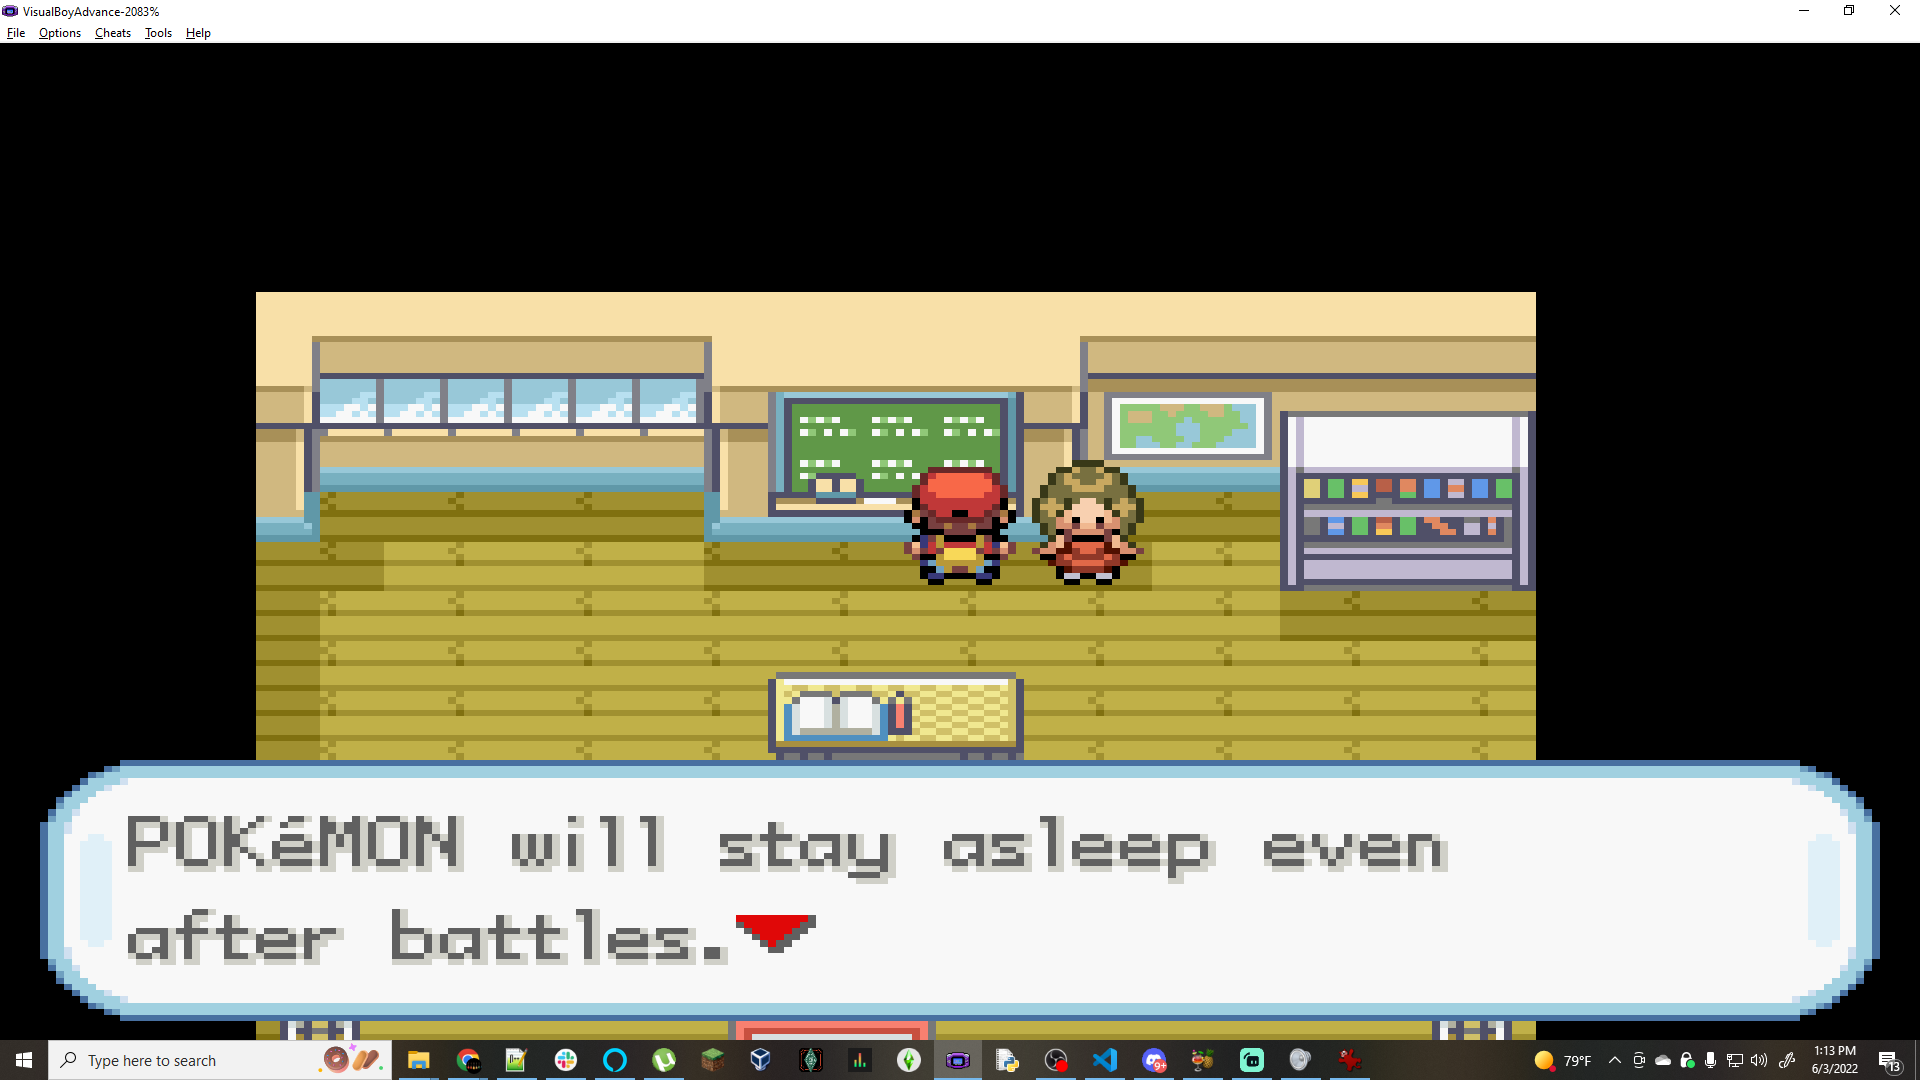 VisualBoyAdvance-2083%
File Options Cheats Tools Help
POKéMON will stay asleep even
after battles.
Type here to search
9+
79°F
1:13 PM
6/3/2022
13